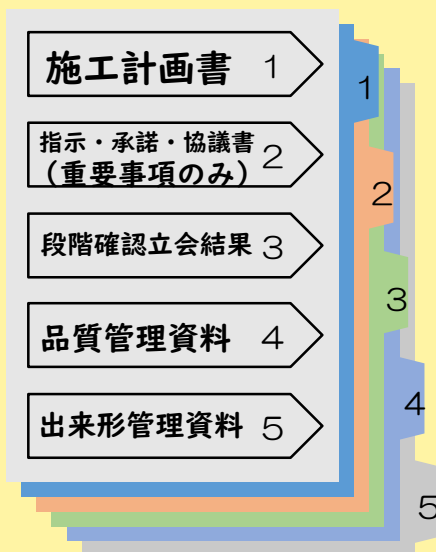 施工計画書 1
指示・承諾・協議書
（重要事項のみ） 2
段階確認立会結果 3
品質管理資料 4
出来形管理資料 5
1
2
3
4
5